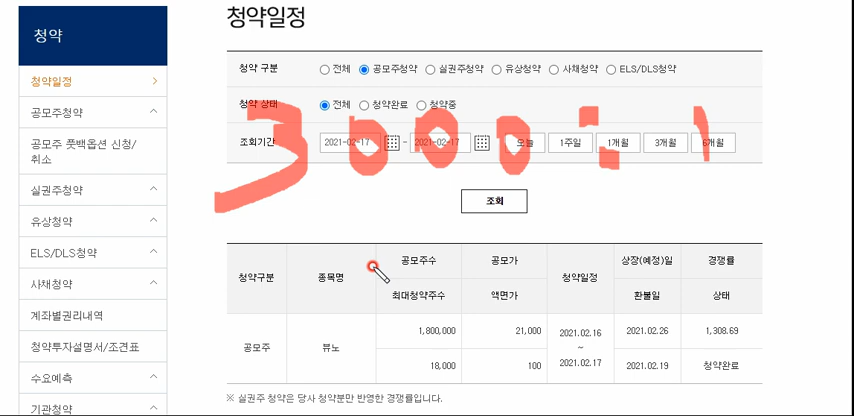 청약
청약일정
공모주청약
공모주 풋백옵션 신청/
취소
실권주청약
유상청약
ELS/DLS청약
사채청약
계좌별권리내역
청약투자설명서/조견표
수요예측
기관청약
청약일정
청약 구분 전체 공모주청약 실권주청약 유상청약 사채청약 ELS/DLS청약
청약 상태 전체 청약완료 청약중
조회기간 2021-02-17 - 2021-02-17 오늘 1주일 1개월 3개월 6개월
3000:1
조회
청약구분 종목명 공모주수 공모가 청약일정 상장(예정)일 경쟁률
최대청약주수 액면가 환불일 상태
공모주 뷰노 1,800,000 21,000 2021.02.16 ~ 2021.02.17 2021.02.26 1,308.69
18,000 100 2021.02.19 청약완료
※ 실권주 청약은 당사 청약분만 반영한 경쟁률입니다.